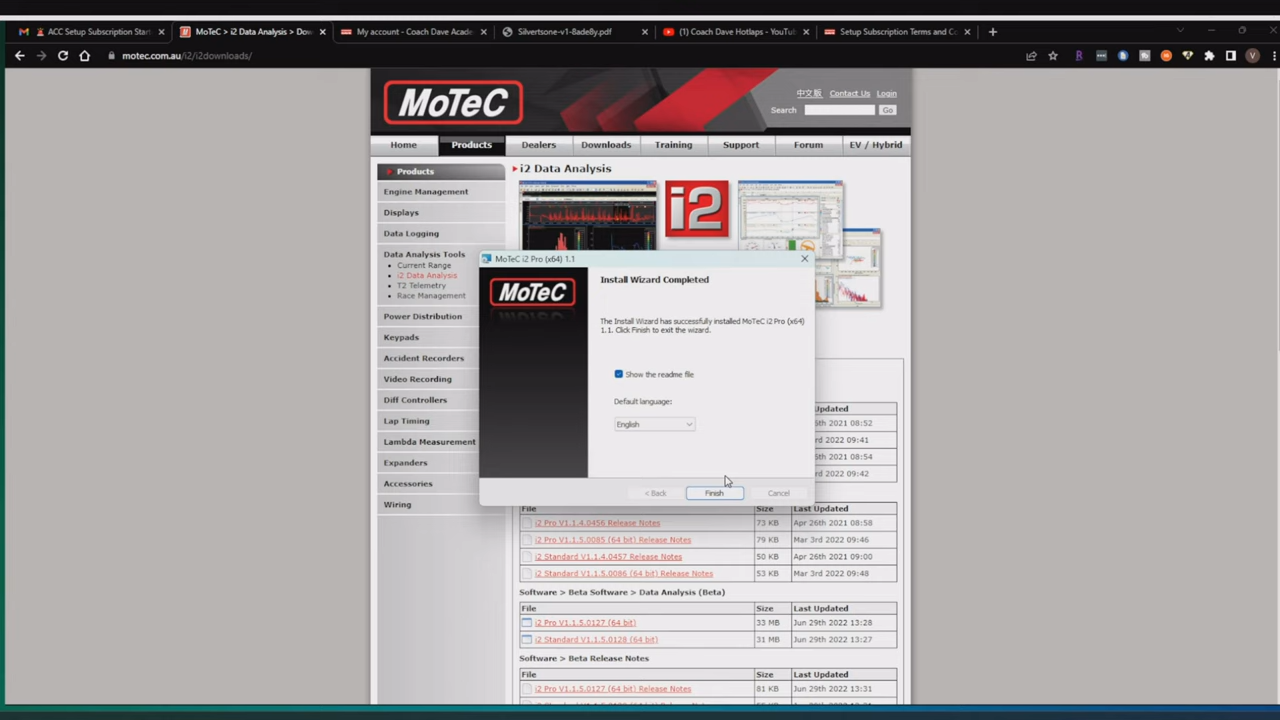 ACC Setup Subscription Start
MoTeC > i2 Data Analysis > Dow
My account - Coach Dave Acade
Silvertsone-v1-8ade8y.pdf
(1) Coach Dave Hotlaps - YouTub
Setup Subscription Terms and Co
motec.com.au/i2/i2downloads/
V
MoTeC
中文版 Contact Us Login
Search Go
Home Products Dealers Downloads Training Support Forum EV / Hybrid
Products
Engine Management
Displays
Data Logging
Data Analysis Tools
Current Range
i2 Data Analysis
T2 Telemetry
Race Management
Power Distribution
Keypads
Accident Recorders
Video Recording
Diff Controllers
Lap Timing
Lambda Measurement
Expanders
Accessories
Wiring
i2 Data Analysis
i2
MoTeC i2 Pro (x64) 1.1
MoTeC
Install Wizard Completed
The Install Wizard has successfully installed MoTeC i2 Pro (x64)
1.1. Click Finish to exit the wizard.
Show the readme file
Default language:
English
< Back Finish Cancel
Updated
26th 2021 08:52
rd 2022 09:41
26th 2021 08:54
rd 2022 09:42
File Size Last Updated
i2 Pro V1.1.4.0456 Release Notes 73 KB Apr 26th 2021 08:58
i2 Pro V1.1.5.0085 (64 bit) Release Notes 79 KB Mar 3rd 2022 09:46
i2 Standard V1.1.4.0457 Release Notes 50 KB Apr 26th 2021 09:00
i2 Standard V1.1.5.0086 (64 bit) Release Notes 53 KB Mar 3rd 2022 09:48
Software > Beta Software > Data Analysis (Beta)
File Size Last Updated
i2 Pro V1.1.5.0127 (64 bit) 33 MB Jun 29th 2022 13:28
i2 Standard V1.1.5.0128 (64 bit) 31 MB Jun 29th 2022 13:27
Software > Beta Release Notes
File Size Last Updated
i2 Pro V1.1.5.0127 (64 bit) Release Notes 81 KB Jun 29th 2022 13:31